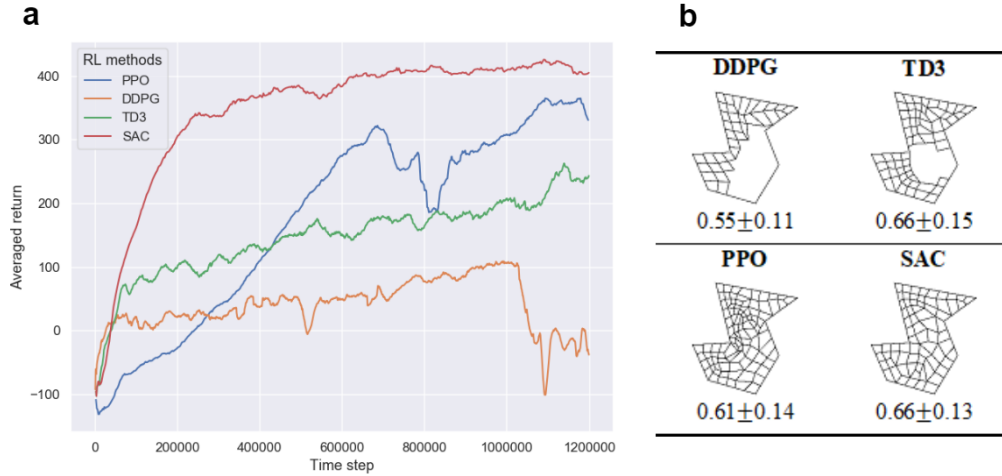 a
RL methods
PPO
DDPG
TD3
SAC
Averaged return
400
300
200
100
0
−100
0 200000 400000 600000 800000 1000000 1200000
Time step
b
DDPG TD3
0.55±0.11 0.66±0.15
PPO SAC
0.61±0.14 0.66±0.13